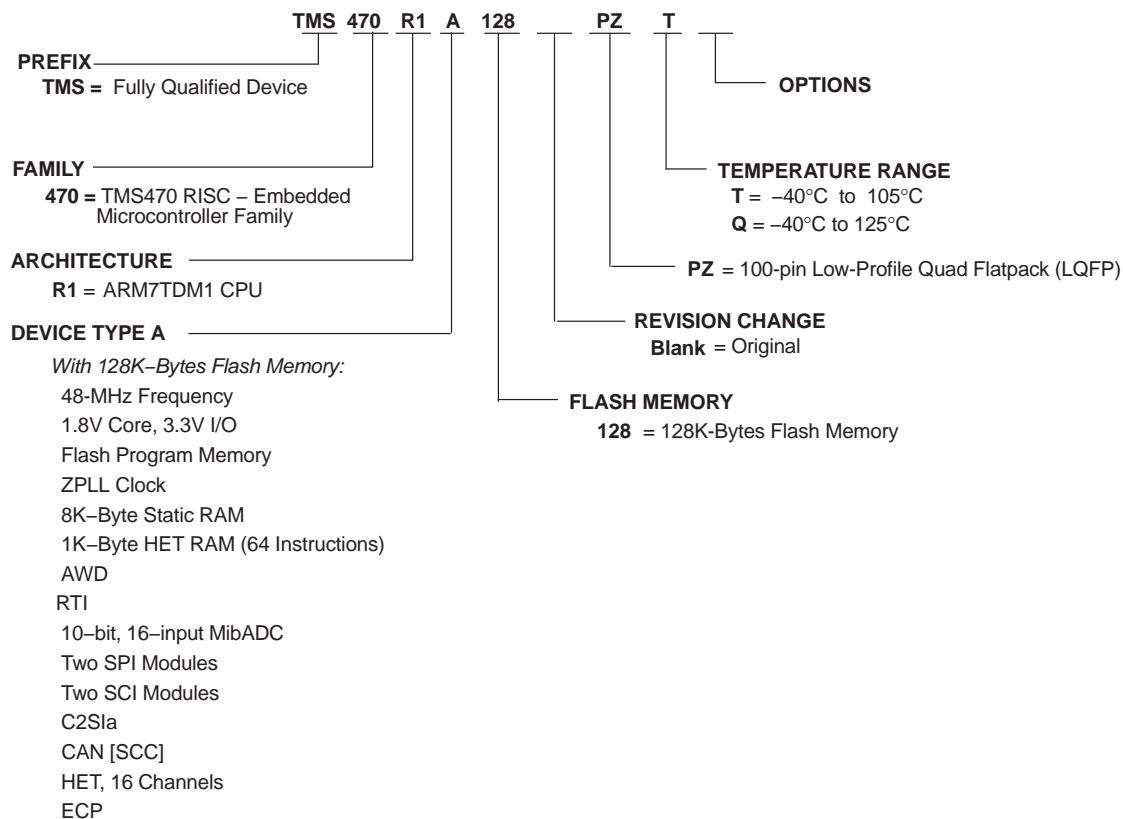 TMS 470 R1 A 128 PZ T
PREFIX
TMS = Fully Qualified Device
OPTIONS
FAMILY
470 = TMS470 RISC − Embedded
Microcontroller Family
TEMPERATURE RANGE
T = −40°C to 105°C
Q = −40°C to 125°C
ARCHITECTURE
R1 = ARM7TDM1 CPU
PZ = 100-pin Low-Profile Quad Flatpack (LQFP)
DEVICE TYPE A
With 128K−Bytes Flash Memory:
48-MHz Frequency
1.8V Core, 3.3V I/O
Flash Program Memory
ZPLL Clock
8K−Byte Static RAM
1K−Byte HET RAM (64 Instructions)
AWD
RTI
10−bit, 16−input MibADC
Two SPI Modules
Two SCI Modules
C2SIa
CAN [SCC]
HET, 16 Channels
ECP
REVISION CHANGE
Blank = Original
FLASH MEMORY
128 = 128K-Bytes Flash Memory